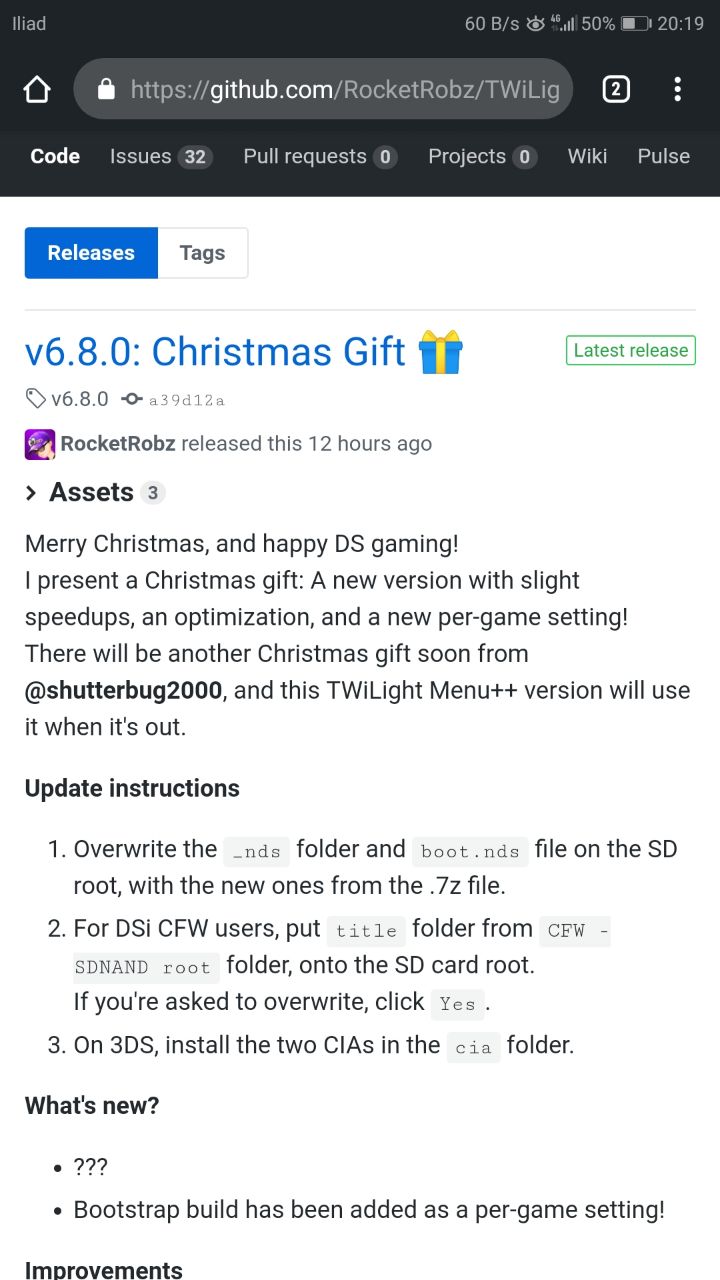 Iliad 60 B/s 4G 50% 20:19
https://github.com/RocketRobz/TWiLig 2
Code Issues 32 Pull requests 0 Projects 0 Wiki Pulse
Releases Tags
v6.8.0: Christmas Gift 🎁 Latest release
v6.8.0 a39d12a
RocketRobz released this 12 hours ago
Assets 3
Merry Christmas, and happy DS gaming!
I present a Christmas gift: A new version with slight
speedups, an optimization, and a new per-game setting!
There will be another Christmas gift soon from
@shutterbug2000, and this TWiLight Menu++ version will use
it when it's out.
Update instructions
1. Overwrite the _nds folder and boot.nds file on the SD
root, with the new ones from the .7z file.
2. For DSi CFW users, put title folder from CFW -
SDNAND root folder, onto the SD card root.
If you're asked to overwrite, click Yes .
3. On 3DS, install the two CIAs in the cia folder.
What's new?
• ???
• Bootstrap build has been added as a per-game setting!
Improvements